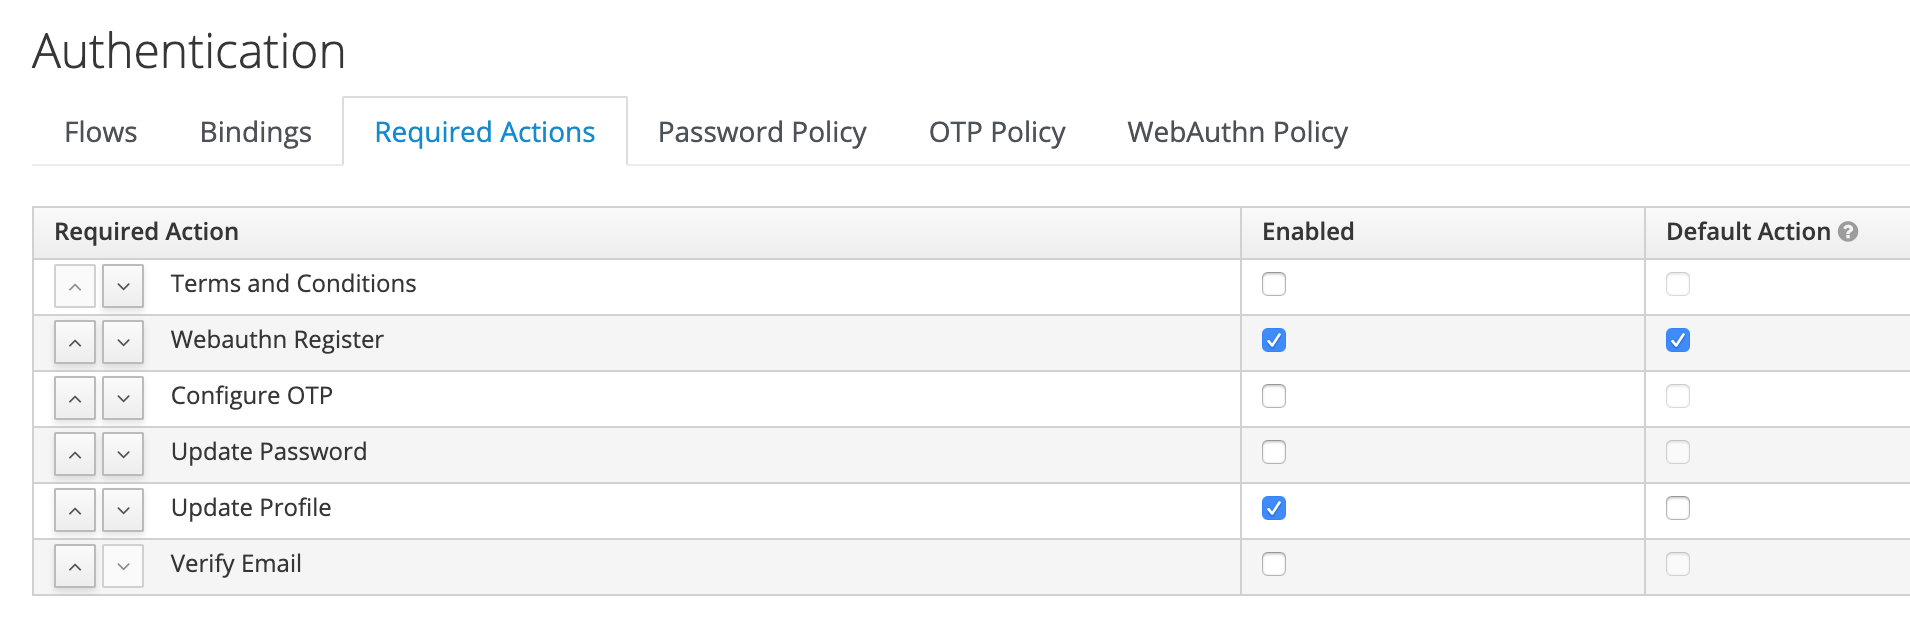 Authentication
Flows Bindings Required Actions Password Policy OTP Policy WebAuthn Policy
Required Action Enabled Default Action ?
Terms and Conditions
Webauthn Register
Configure OTP
Update Password
Update Profile
Verify Email